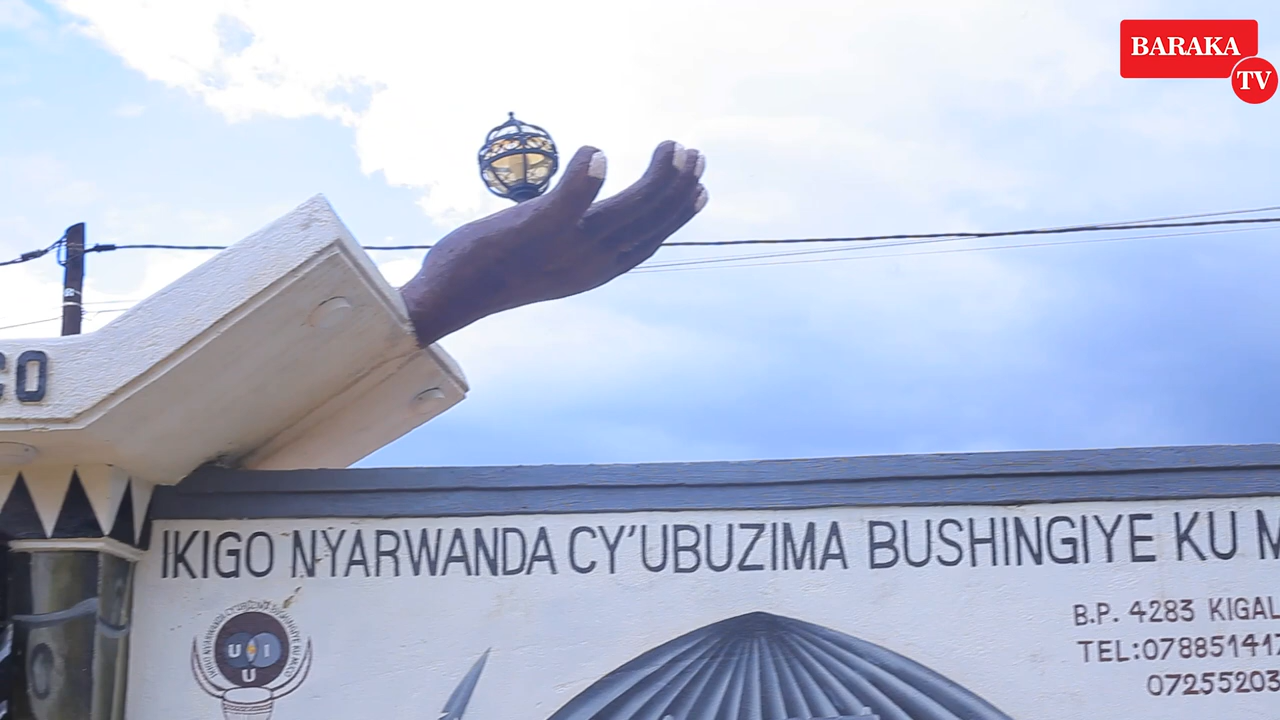 BARAKA
TV
CO
IKIGO NYARWANDA CY'UBUZIMA BUSHINGIYE KU M
B.P. 4283 KIGAL
TEL:07885141
07255203
U U I
U